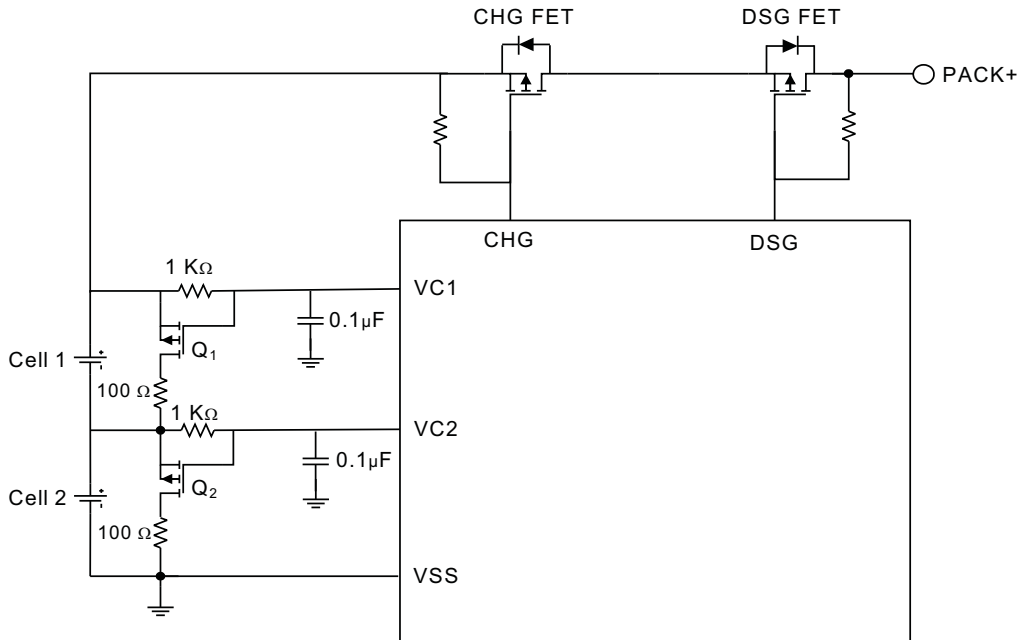 CHG FET
DSG FET
PACK+
CHG
DSG
1 KΩ
VC1
0.1µF
Q1
Cell 1
100 Ω
1 KΩ
VC2
0.1µF
Q2
Cell 2
100 Ω
VSS